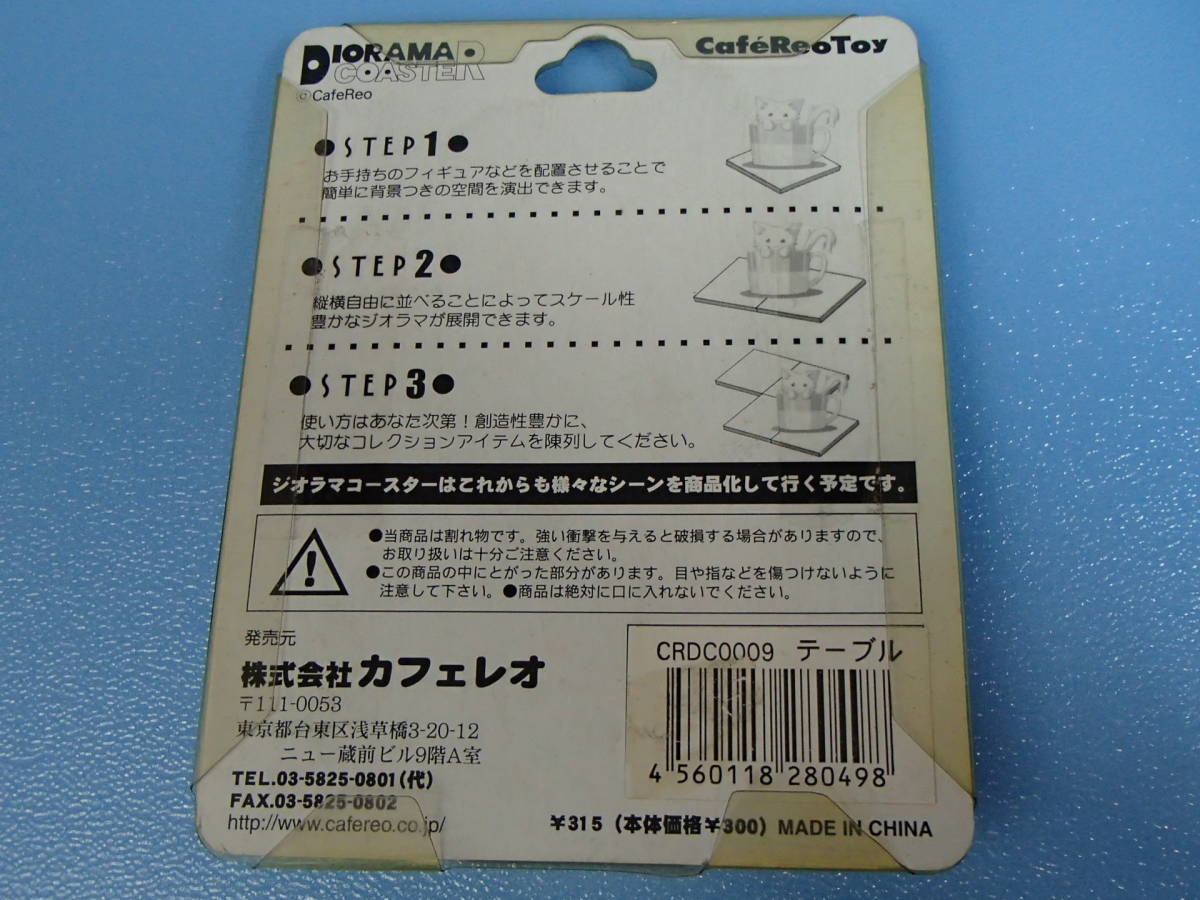 DIORAMA
COASTER
CaféReoToy
©CafeReo
●STEP1●
お手持ちのフィギュアなどを配置させることで
簡単に背景つきの空間を演出できます。
●STEP2●
縦横自由に並べることによってスケール性
豊かなジオラマが展開できます。
●STEP3●
使い方はあなた次第！創造性豊かに、
大切なコレクションアイテムを陳列してください。
ジオラマコースターはこれからも様々なシーンを商品化して行く予定です。
●当商品は割れ物です。強い衝撃を与えると破損する場合がありますので、
お取り扱いは十分ご注意ください。
●この商品の中にとがった部分があります。目や指などを傷つけないように
注意して下さい。●商品は絶対に口に入れないでください。
発売元
株式会社 カフェレオ
〒111-0053
東京都台東区浅草橋3-20-12
ニュー蔵前ビル9階A室
TEL.03-5825-0801(代)
FAX.03-5825-0802
http://www.cafereo.co.jp/
CRDC0009 テーブル
4 560118 280498
¥315（本体価格¥300）MADE IN CHINA